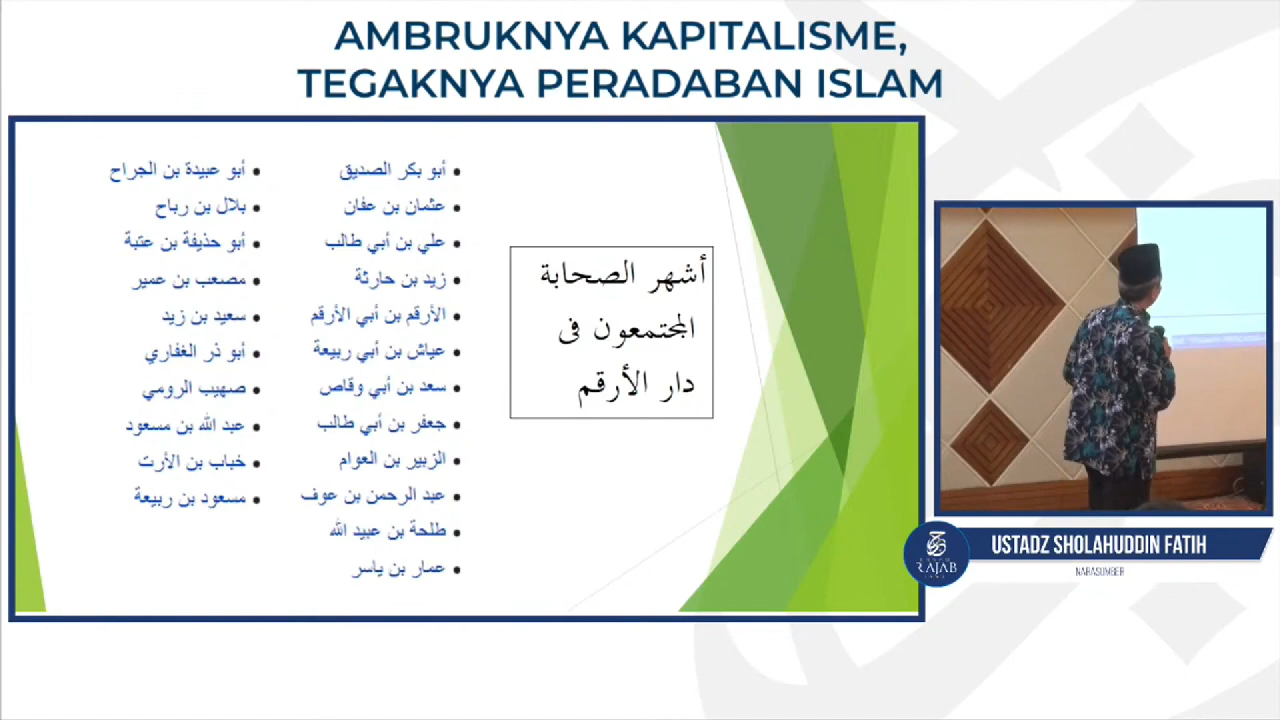 AMBRUKNYA KAPITALISME,
TEGAKNYA PERADABAN ISLAM
أشهر الصحابة
المجتمعون فى
دار الأرقم
• أبو بكر الصديق
• عثمان بن عفان
• علي بن أبي طالب
• زيد بن حارثة
• الأرقم بن أبي الأرقم
• عياش بن أبي ربيعة
• سعد بن أبي وقاص
• جعفر بن أبي طالب
• الزبير بن العوام
• عبد الرحمن بن عوف
• طلحة بن عبيد الله
• عمار بن ياسر
• أبو عبيدة بن الجراح
• بلال بن رباح
• أبو حذيفة بن عتبة
• مصعب بن عمير
• سعيد بن زيد
• أبو ذر الغفاري
• صهيب الرومي
• عبد الله بن مسعود
• خباب بن الأرت
• مسعود بن ربيعة
RAJAB
USTADZ SHOLAHUDDIN FATIH
NARASUMBER